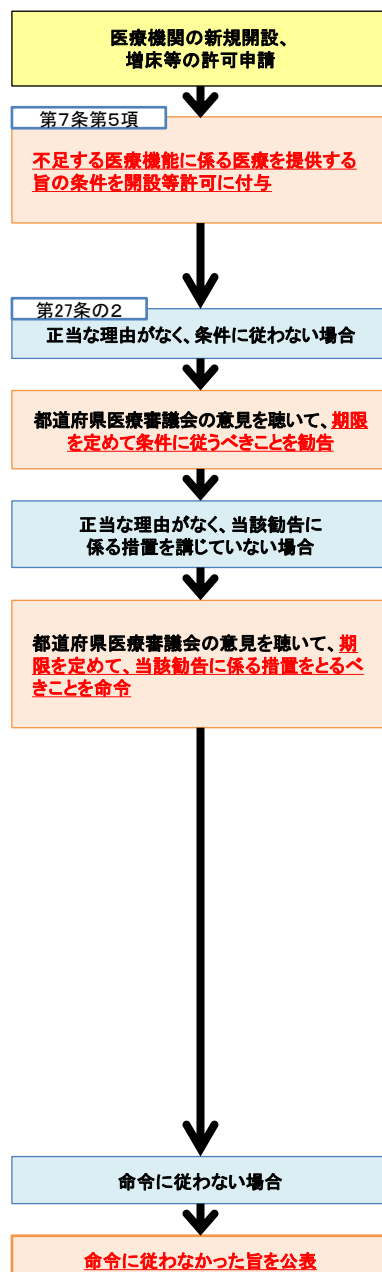 医療機関の新規開設、
増床等の許可申請
第7条第5項
不足する医療機能に係る医療を提供する
旨の条件を開設等許可に付与
第27条の2
正当な理由がなく、条件に従わない場合
都道府県医療審議会の意見を聴いて、期限
を定めて条件に従うべきことを勧告
正当な理由がなく、当該勧告に
係る措置を講じていない場合
都道府県医療審議会の意見を聴いて、期
限を定めて、当該勧告に係る措置をとるべ
きことを命令
命令に従わない場合
命令に従わなかった旨を公表